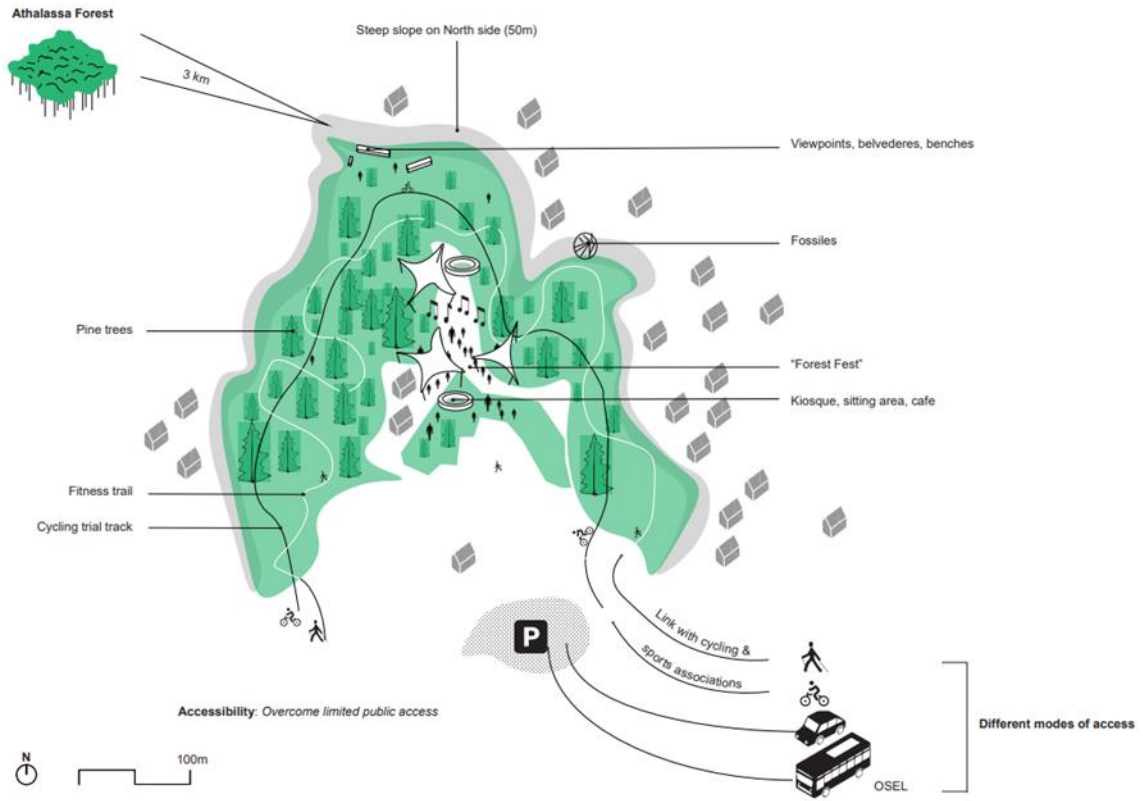 Athalassa Forest
Steep slope on North side (50m)
3 km
Viewpoints, belvederes, benches
Fossiles
Pine trees
“Forest Fest”
Kiosque, sitting area, cafe
Fitness trail
Cycling trial track
Link with cycling &
sports associations
P
Accessibility: Overcome limited public access
Different modes of access
N
100m
OSEL